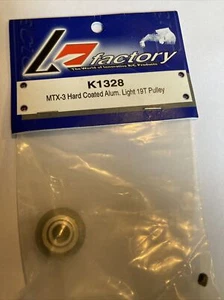 factory
The World of Innovative R/C Products
K1328
MTX-3 Hard Coated Alum. Light 19T Pulley